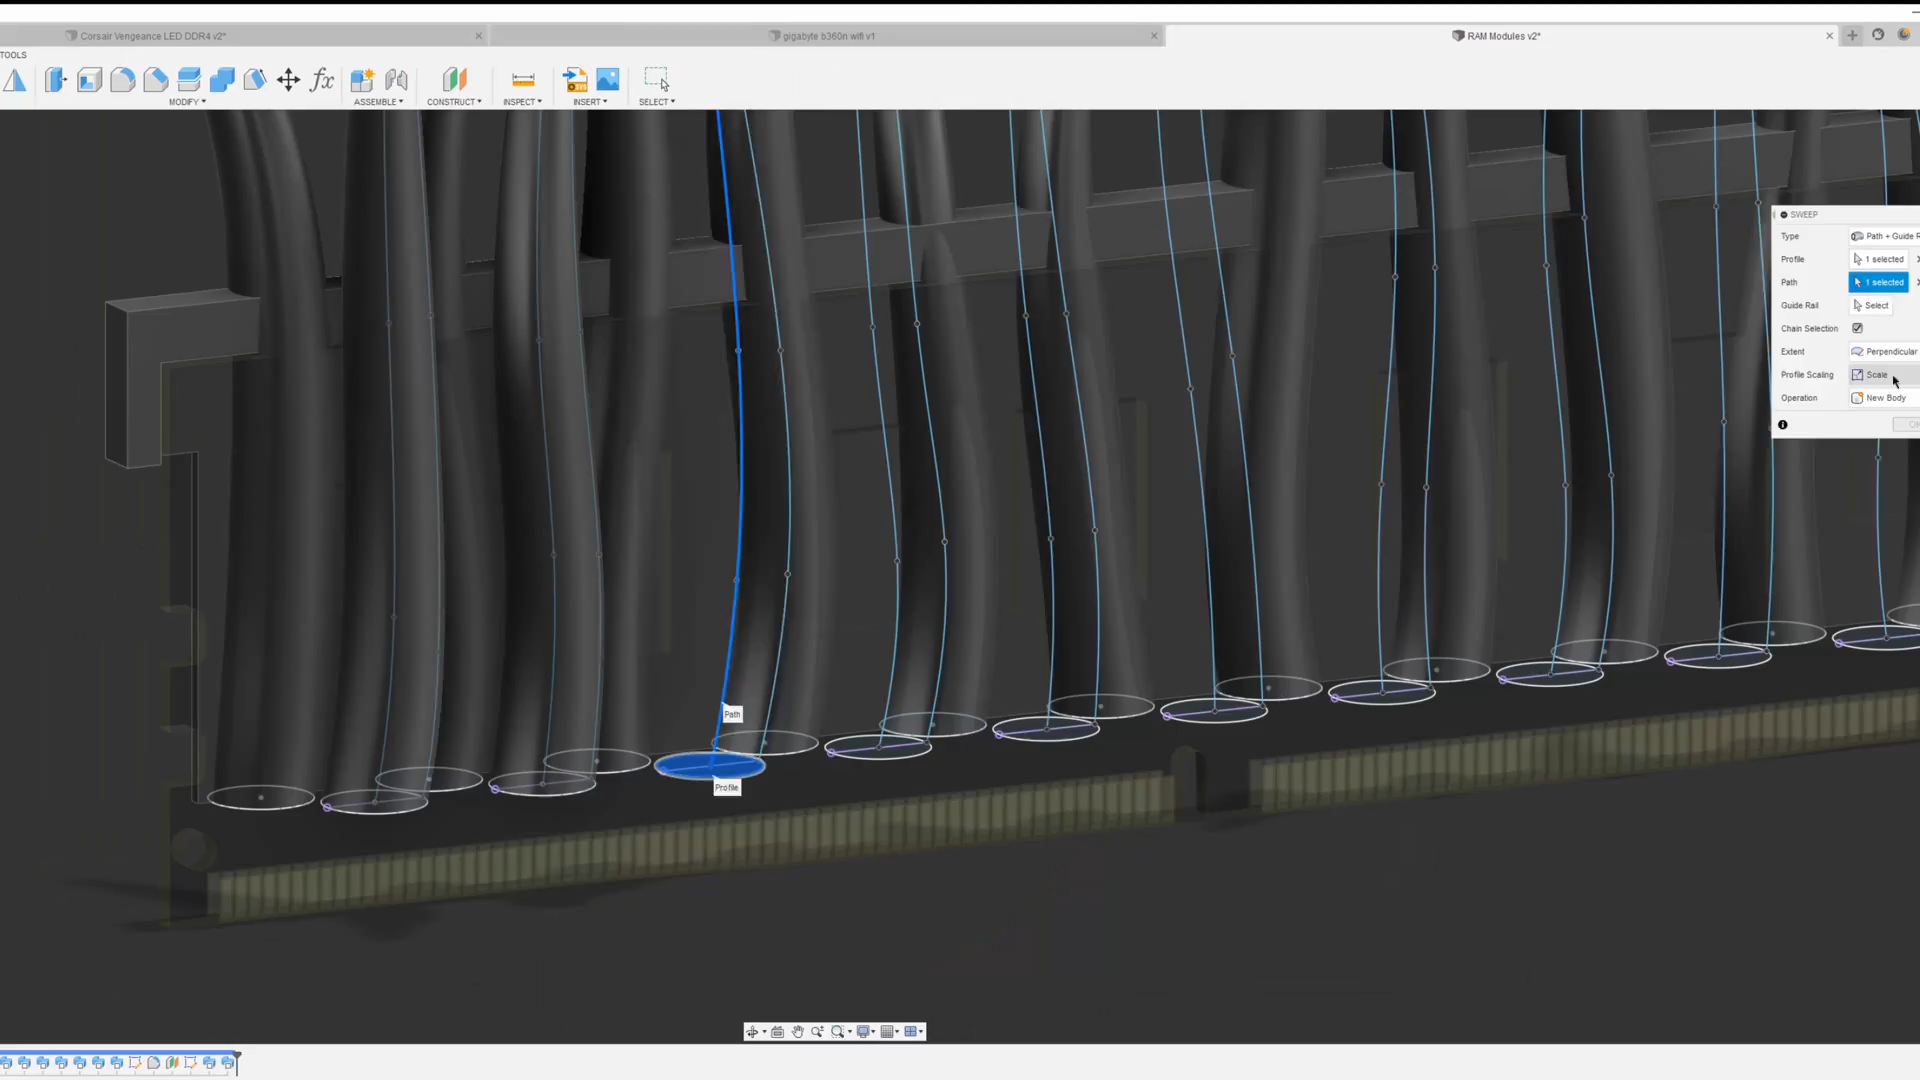 Corsair Vengeance LED DDR4 v2*
gigabyte b360n wifi v1
RAM Modules v2*
TOOLS
fx
MODIFY
ASSEMBLE
CONSTRUCT
INSPECT
INSERT
SELECT
SWEEP
Type
Path + Guide R
Profile
1 selected
Path
1 selected
Guide Rail
Select
Chain Selection
Extent
Perpendicular
Profile Scaling
Scale
Operation
New Body
Path
Profile